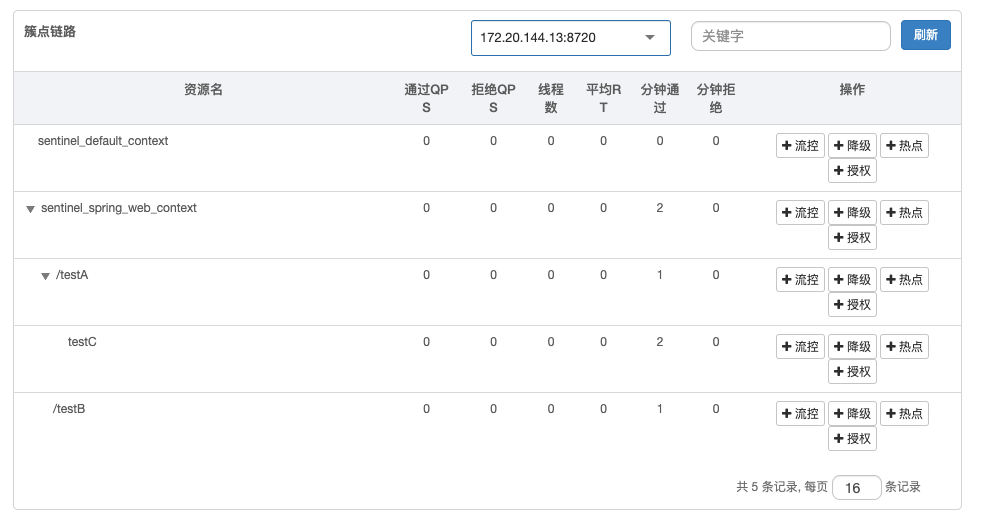 簇点链路 172.20.144.13:8720 关键字 刷新
资源名 通过QPS 拒绝QPS 线程数 平均RT 分钟通过 分钟拒绝 操作
sentinel_default_context 0 0 0 0 0 0 流控 降级 热点
授权
sentinel_spring_web_context 0 0 0 0 2 0 流控 降级 热点
授权
/testA 0 0 0 0 1 0 流控 降级 热点
授权
testC 0 0 0 0 2 0 流控 降级 热点
授权
/testB 0 0 0 0 1 0 流控 降级 热点
授权
共 5 条记录, 每页 16 条记录